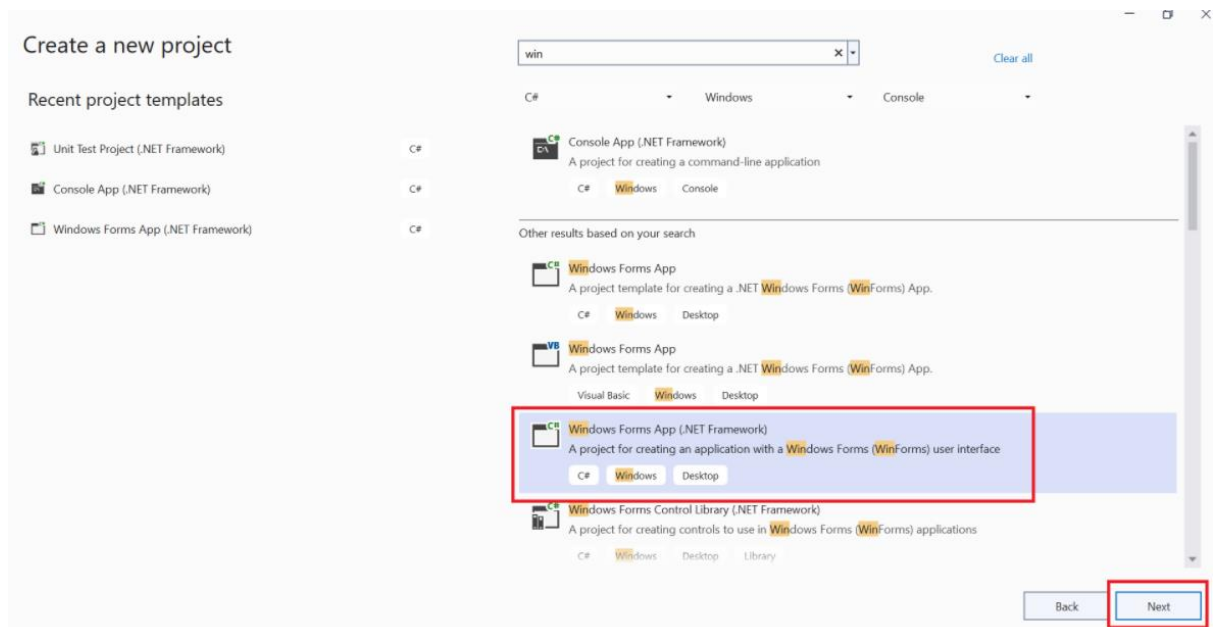 Create a new project
Recent project templates
Unit Test Project (.NET Framework) C#
Console App (.NET Framework) C#
Windows Forms App (.NET Framework) C#
win
Clear all
C# Windows Console
Console App (.NET Framework)
A project for creating a command-line application
C# Windows Console
Other results based on your search
Windows Forms App
A project template for creating a .NET Windows Forms (WinForms) App.
C# Windows Desktop
Windows Forms App
A project template for creating a .NET Windows Forms (WinForms) App.
Visual Basic Windows Desktop
Windows Forms App (.NET Framework)
A project for creating an application with a Windows Forms (WinForms) user interface
C# Windows Desktop
Windows Forms Control Library (.NET Framework)
A project for creating controls to use in Windows Forms (WinForms) applications
C# Windows Desktop Library
Back Next